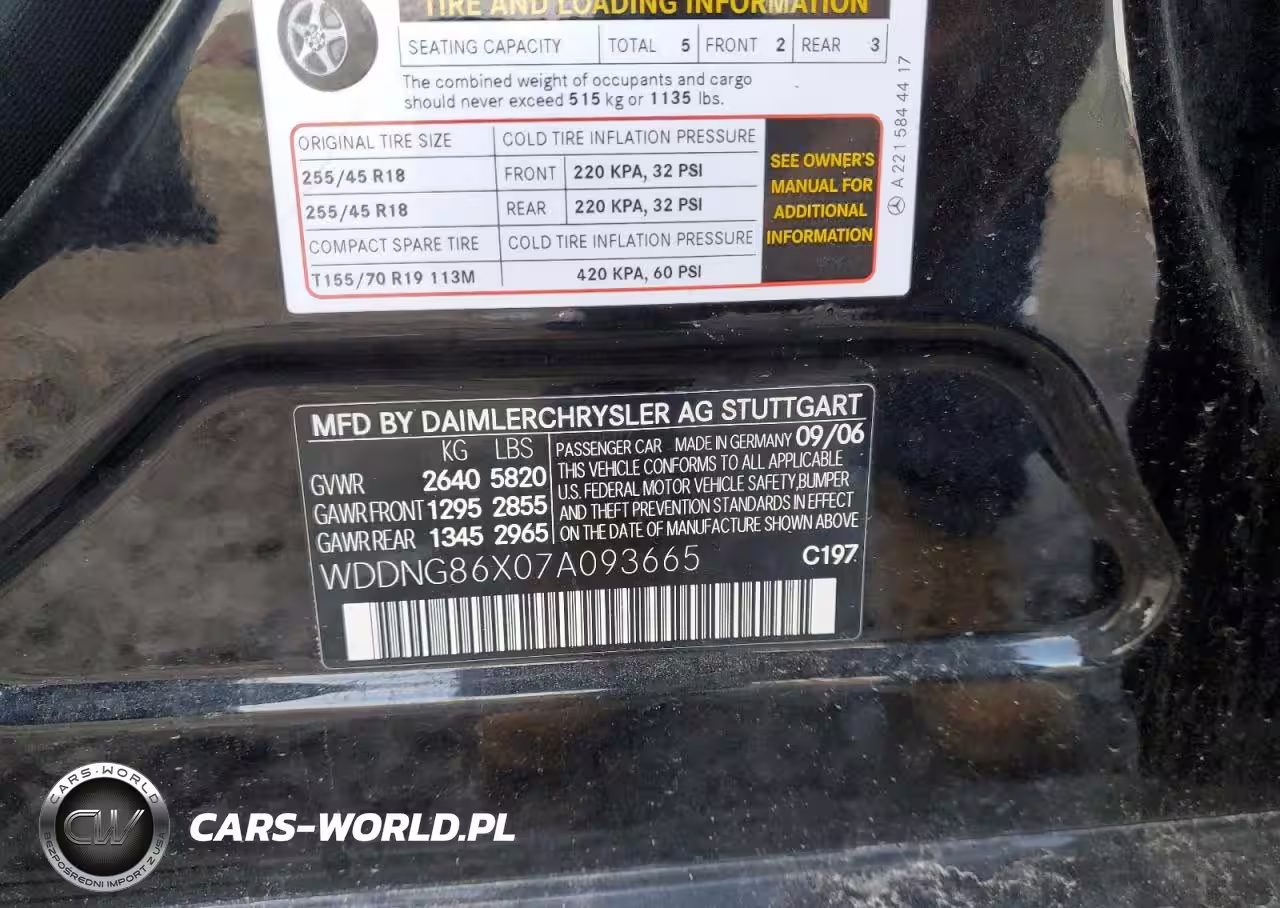 TIRE AND LOADING INFORMATION
SEATING CAPACITY TOTAL 5 FRONT 2 REAR 3
The combined weight of occupants and cargo
should never exceed 515 kg or 1135 lbs.
ORIGINAL TIRE SIZE COLD TIRE INFLATION PRESSURE
255/45 R18 FRONT 220 KPA, 32 PSI
255/45 R18 REAR 220 KPA, 32 PSI
COMPACT SPARE TIRE COLD TIRE INFLATION PRESSURE
T155/70 R19 113M 420 KPA, 60 PSI
SEE OWNER'S
MANUAL FOR
ADDITIONAL
INFORMATION
A 221 584 44 17
MFD BY DAIMLERCHRYSLER AG STUTTGART
KG LBS
GVWR 2640 5820
GAWR FRONT 1295 2855
GAWR REAR 1345 2965
PASSENGER CAR MADE IN GERMANY 09/06
THIS VEHICLE CONFORMS TO ALL APPLICABLE
U.S. FEDERAL MOTOR VEHICLE SAFETY, BUMPER
AND THEFT PREVENTION STANDARDS IN EFFECT
ON THE DATE OF MANUFACTURE SHOWN ABOVE
WDDNG86X07A093665 C197
CARS-WORLD
CW
BEZPOŚREDNI IMPORT Z USA
CARS-WORLD.PL